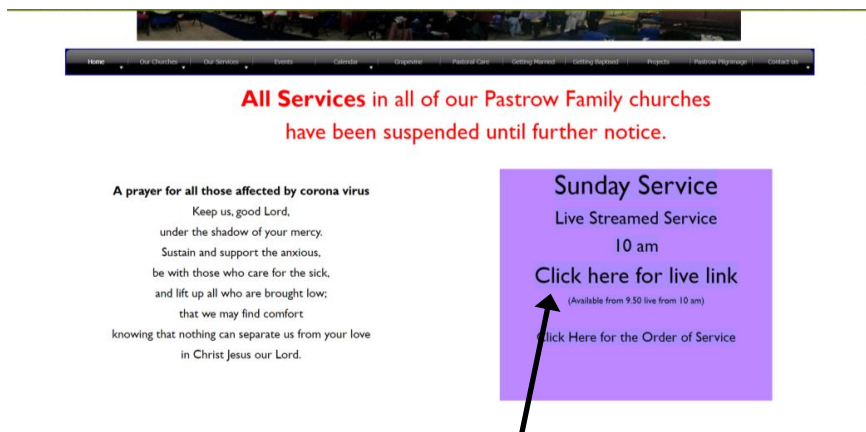 Home Our Churches Our Services Events Calendar Grapevine Pastoral Care Getting Married Getting Baptised Projects Pastrow Pilgrimage Contact Us
All Services in all of our Pastrow Family churches
have been suspended until further notice.
A prayer for all those affected by corona virus
Keep us, good Lord,
under the shadow of your mercy.
Sustain and support the anxious,
be with those who care for the sick,
and lift up all who are brought low;
that we may find comfort
knowing that nothing can separate us from your love
in Christ Jesus our Lord.
Sunday Service
Live Streamed Service
10 am
Click here for live link
(Available from 9.50 live from 10 am)
Click Here for the Order of Service